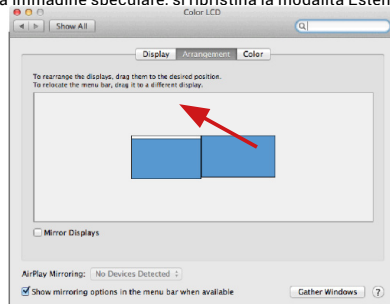 a immagine speculare, si ripristina la modalità Esten
Color LCD
Show All
Display Arrangement Color
To rearrange the displays, drag them to the desired position.
To relocate the menu bar, drag it to a different display.
Mirror Displays
AirPlay Mirroring: No Devices Detected
Show mirroring options in the menu bar when available
Gather Windows ?